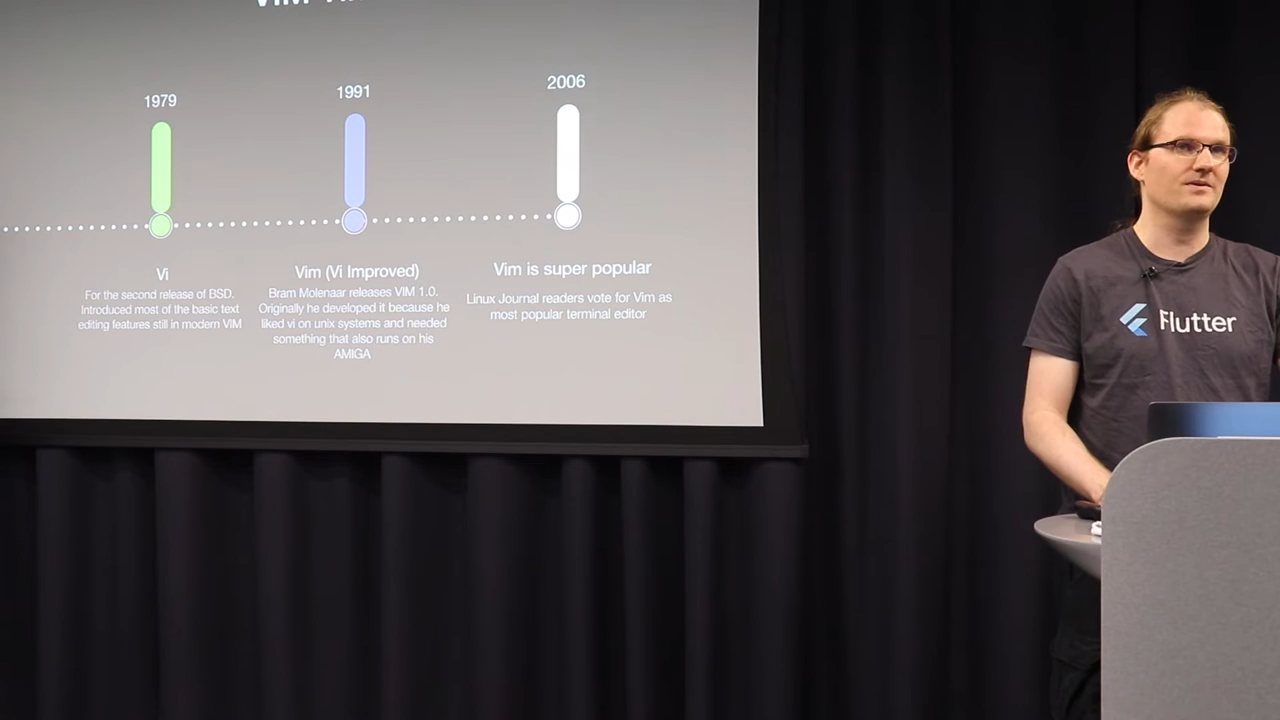 VIM
1979
1991
2006
Vi
For the second release of BSD.
Introduced most of the basic text
editing features still in modern VIM
Vim (Vi Improved)
Bram Molenaar releases VIM 1.0.
Originally he developed it because he
liked vi on unix systems and needed
something that also runs on his
AMIGA
Vim is super popular
Linux Journal readers vote for Vim as
most popular terminal editor
Flutter